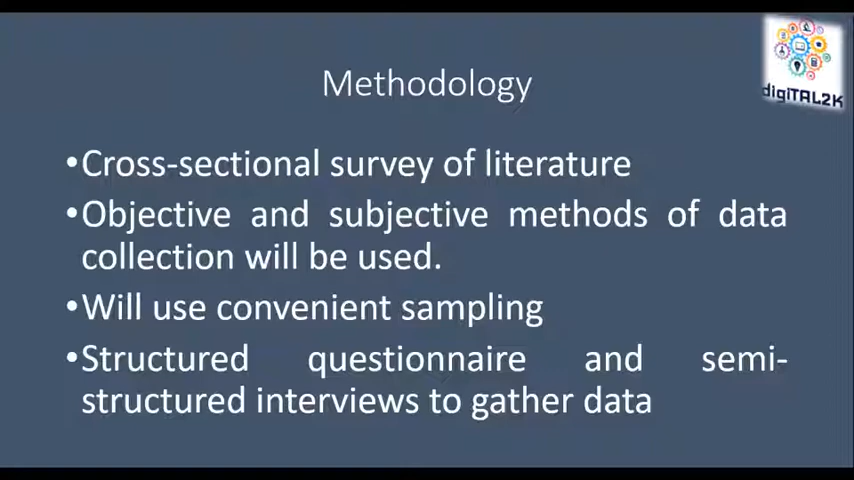 digiTAL2K
Methodology
•Cross-sectional survey of literature
•Objective and subjective methods of data
collection will be used.
•Will use convenient sampling
•Structured questionnaire and semi-
structured interviews to gather data